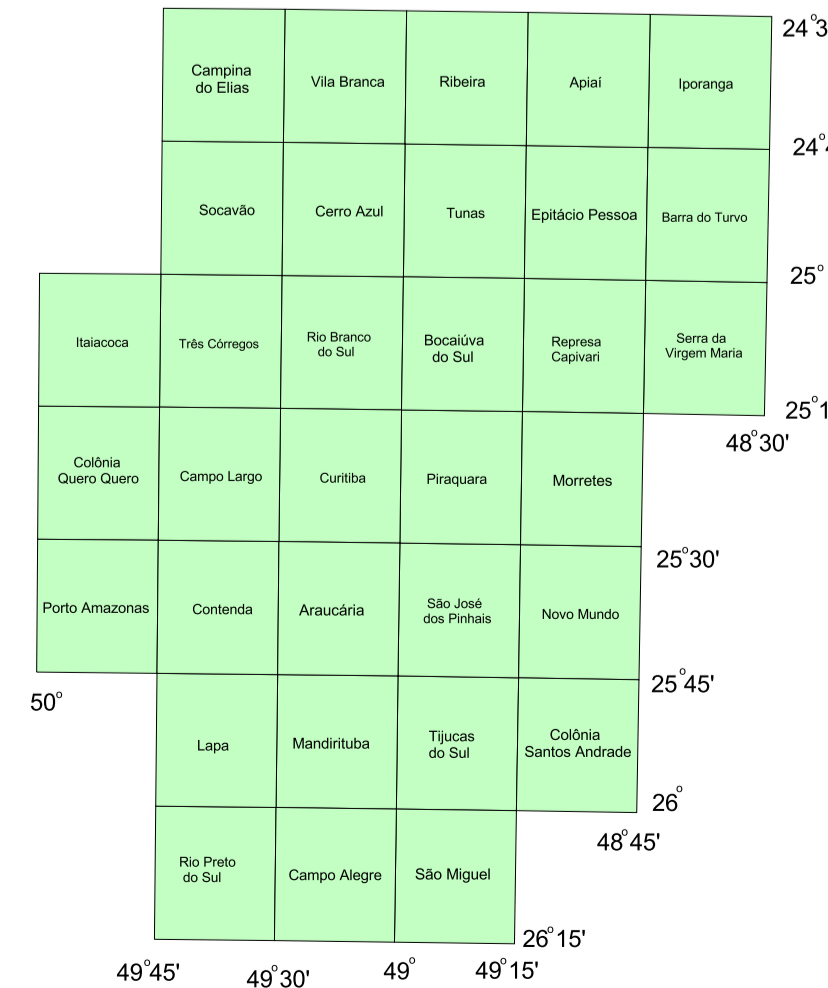 24°3
Campina
do Elias
Vila Branca
Ribeira
Apiaí
Iporanga
24°
Socavão
Cerro Azul
Tunas
Epitácio Pessoa
Barra do Turvo
25°
Itaiacoca
Três Córregos
Rio Branco
do Sul
Bocaiúva
do Sul
Represa
Capivari
Serra da
Virgem Maria
25°1
48°30'
Colônia
Quero Quero
Campo Largo
Curitiba
Piraquara
Morretes
25°30'
Porto Amazonas
Contenda
Araucária
São José
dos Pinhais
Novo Mundo
25°45'
50°
Lapa
Mandirituba
Tijucas
do Sul
Colônia
Santos Andrade
26°
48°45'
Rio Preto
do Sul
Campo Alegre
São Miguel
26°15'
49°45'
49°30'
49°
49°15'